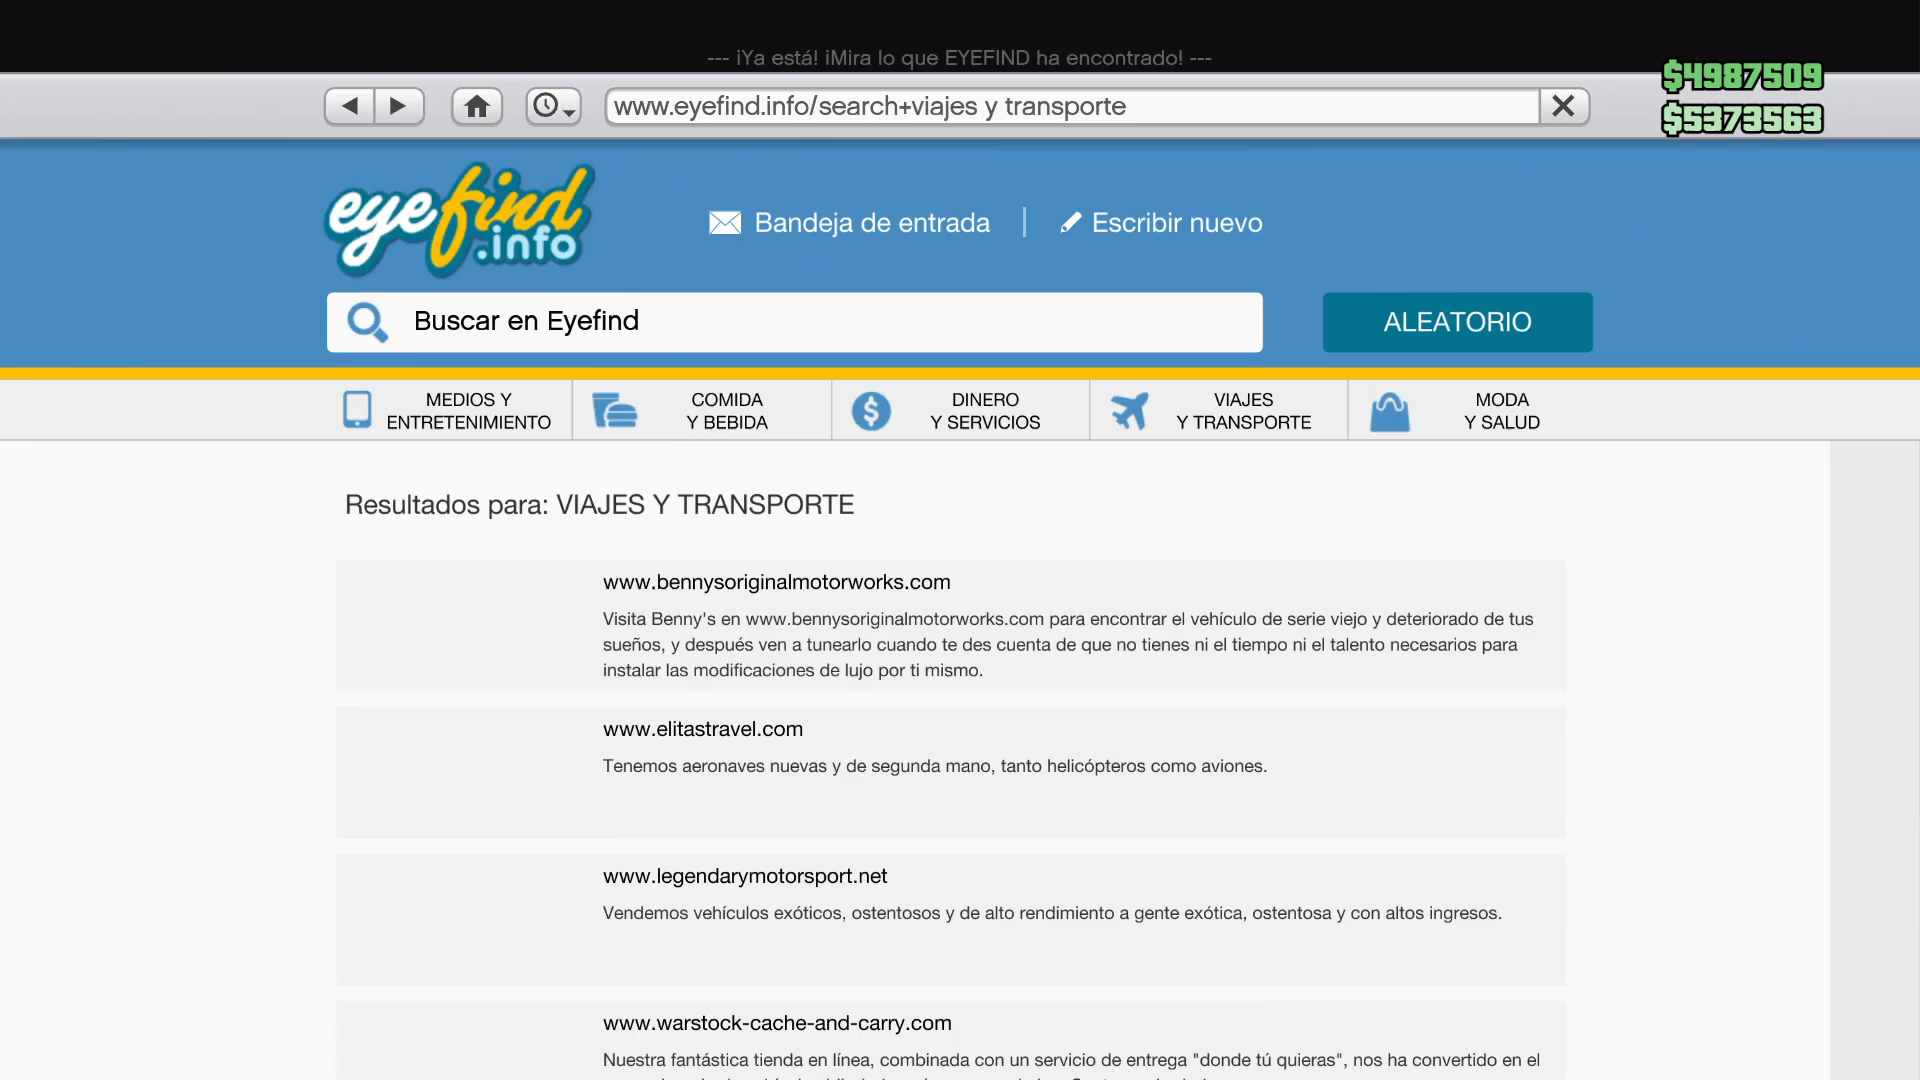 --- ¡Ya está! ¡Mira lo que EYEFIND ha encontrado! ---
$4987509
www.eyefind.info/search+viajes y transporte
$5373563
eyefind
.info
Bandeja de entrada
Escribir nuevo
Buscar en Eyefind
ALEATORIO
MEDIOS Y
ENTRETENIMIENTO
COMIDA
Y BEBIDA
DINERO
Y SERVICIOS
VIAJES
Y TRANSPORTE
MODA
Y SALUD
Resultados para: VIAJES Y TRANSPORTE
www.bennysoriginalmotorworks.com
Visita Benny's en www.bennysoriginalmotorworks.com para encontrar el vehículo de serie viejo y deteriorado de tus
sueños, y después ven a tunearlo cuando te des cuenta de que no tienes ni el tiempo ni el talento necesarios para
instalar las modificaciones de lujo por ti mismo.
www.elitastravel.com
Tenemos aeronaves nuevas y de segunda mano, tanto helicópteros como aviones.
www.legendarymotorsport.net
Vendemos vehículos exóticos, ostentosos y de alto rendimiento a gente exótica, ostentosa y con altos ingresos.
www.warstock-cache-and-carry.com
Nuestra fantástica tienda en línea, combinada con un servicio de entrega "donde tú quieras", nos ha convertido en el